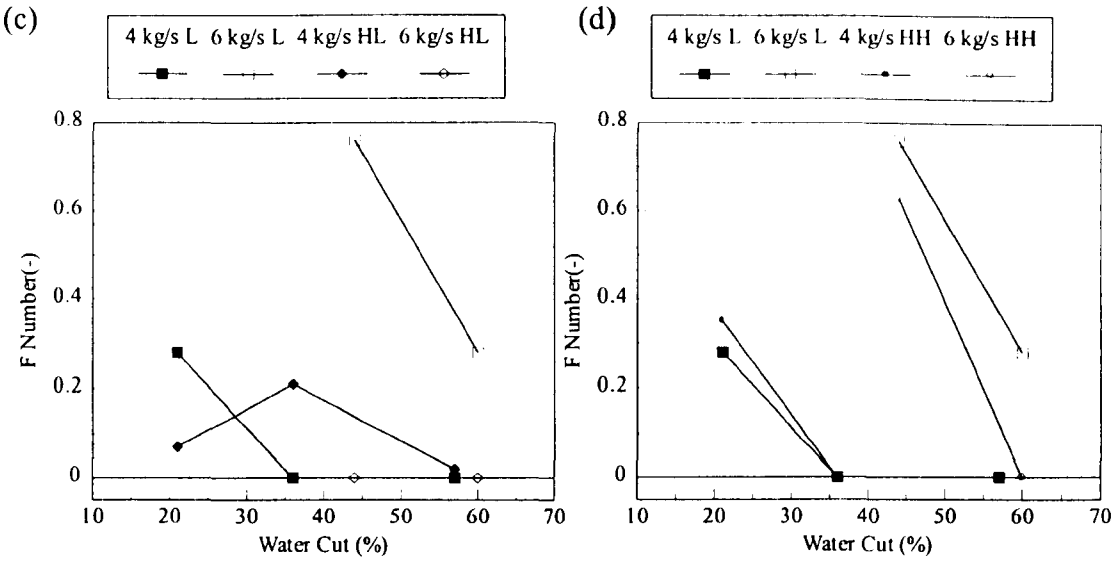 (c)
4 kg/s L 6 kg/s L 4 kg/s HL 6 kg/s HL
0.8
0.6
0.4
0.2
0
F Number(-)
10 20 30 40 50 60 70
Water Cut (%)
(d)
4 kg/s L 6 kg/s L 4 kg/s HH 6 kg/s HH
0.8
0.6
0.4
0.2
0
F Number(-)
10 20 30 40 50 60 70
Water Cut (%)